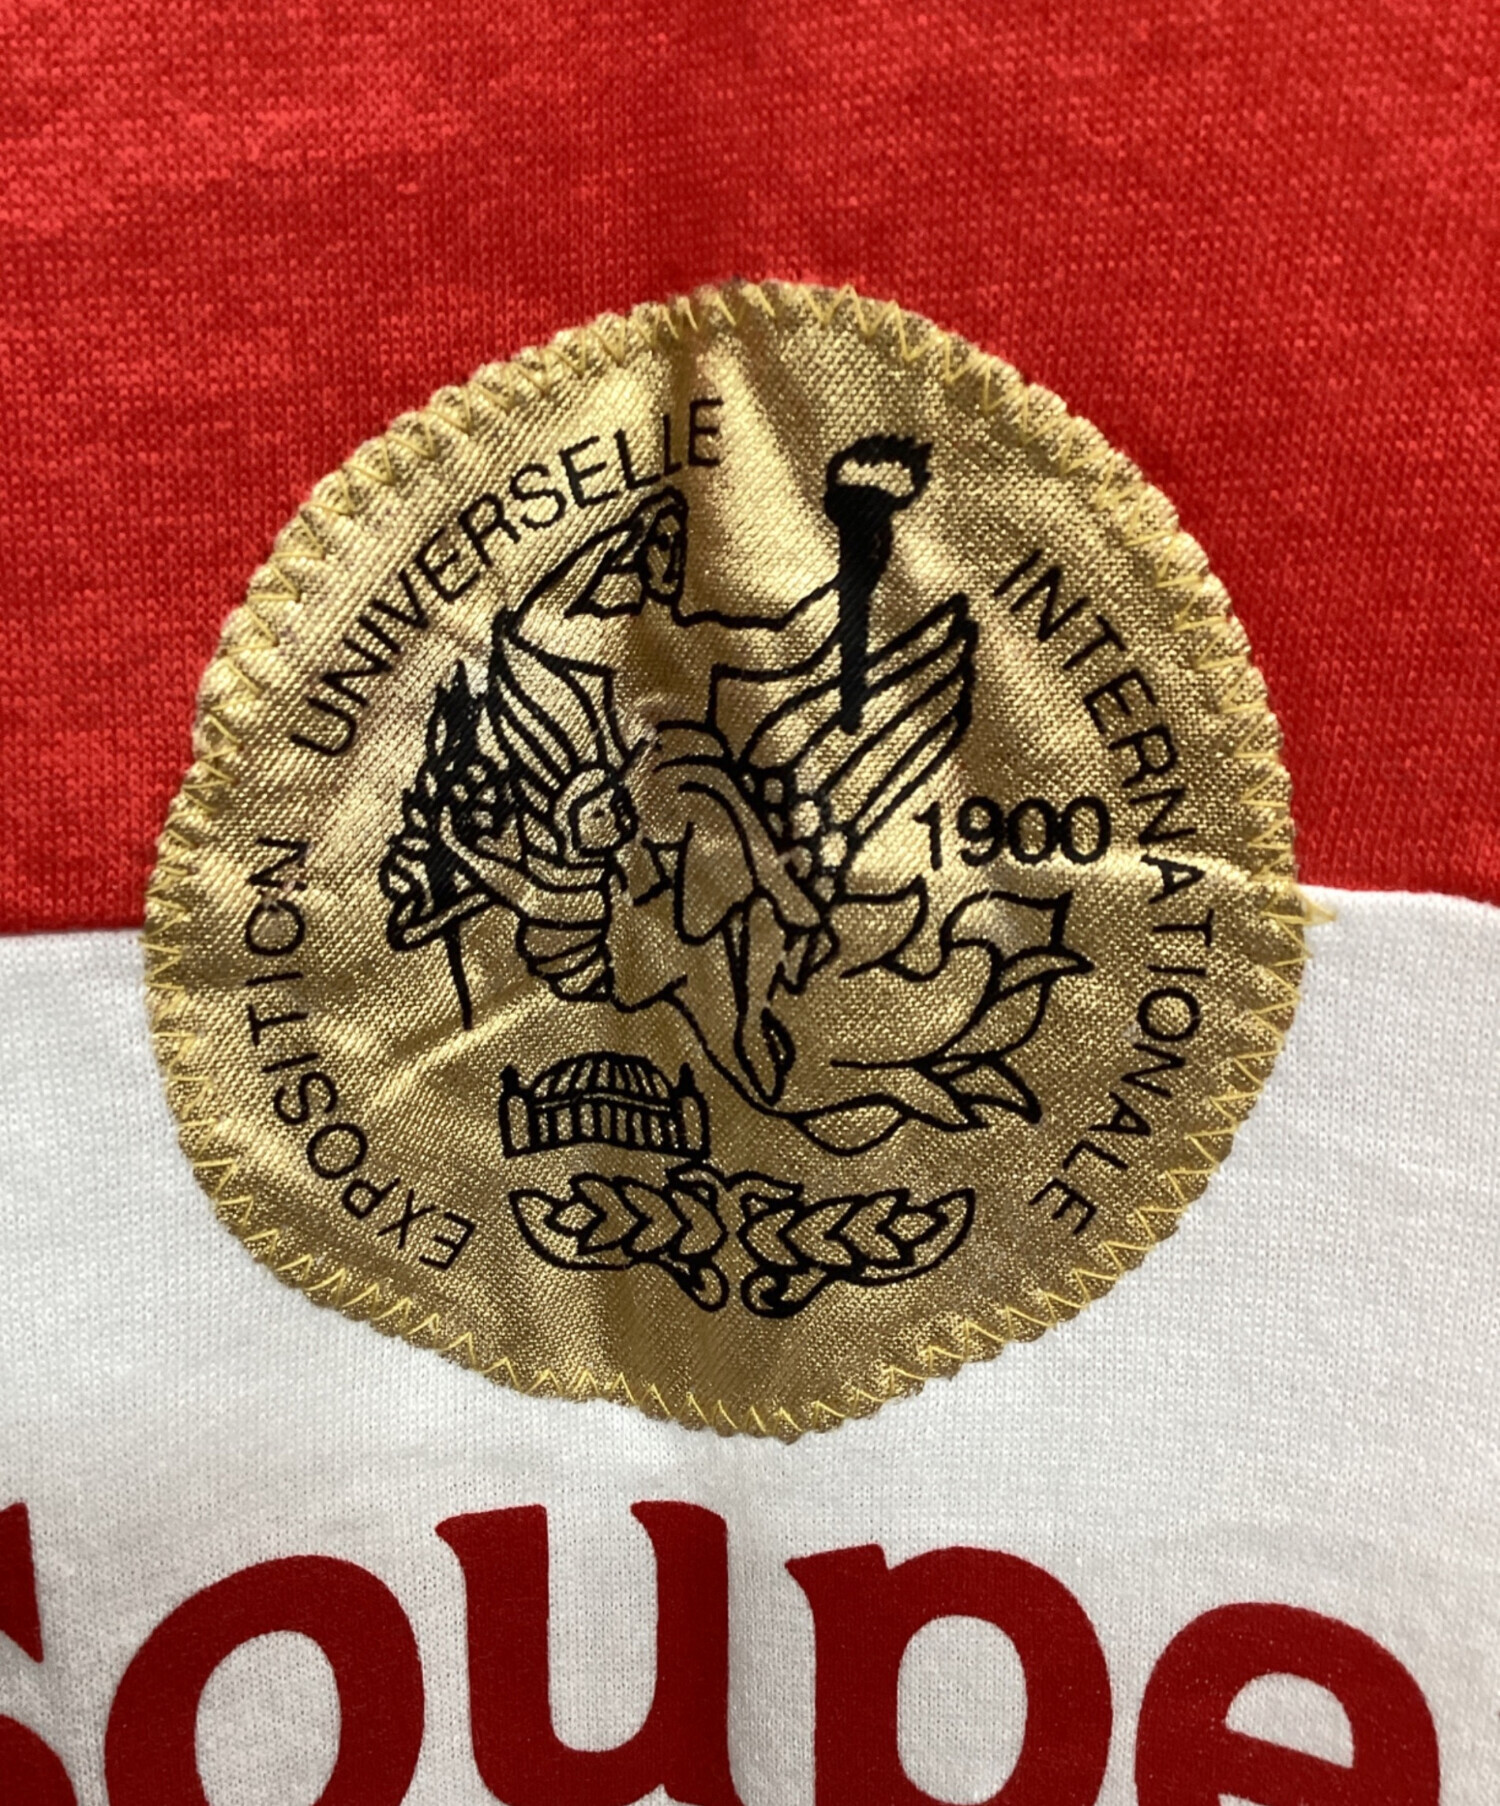 EXPOSITION UNIVERSELLE INTERNATIONALE
1900
Soupe